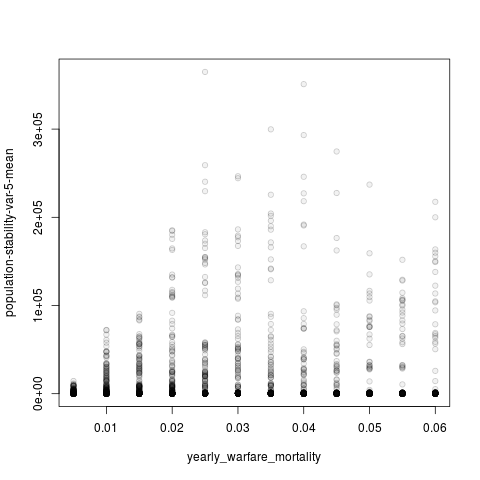 3e+05
2e+05
1e+05
0e+00
population-stability-var-5-mean
0.01 0.02 0.03 0.04 0.05 0.06
yearly_warfare_mortality